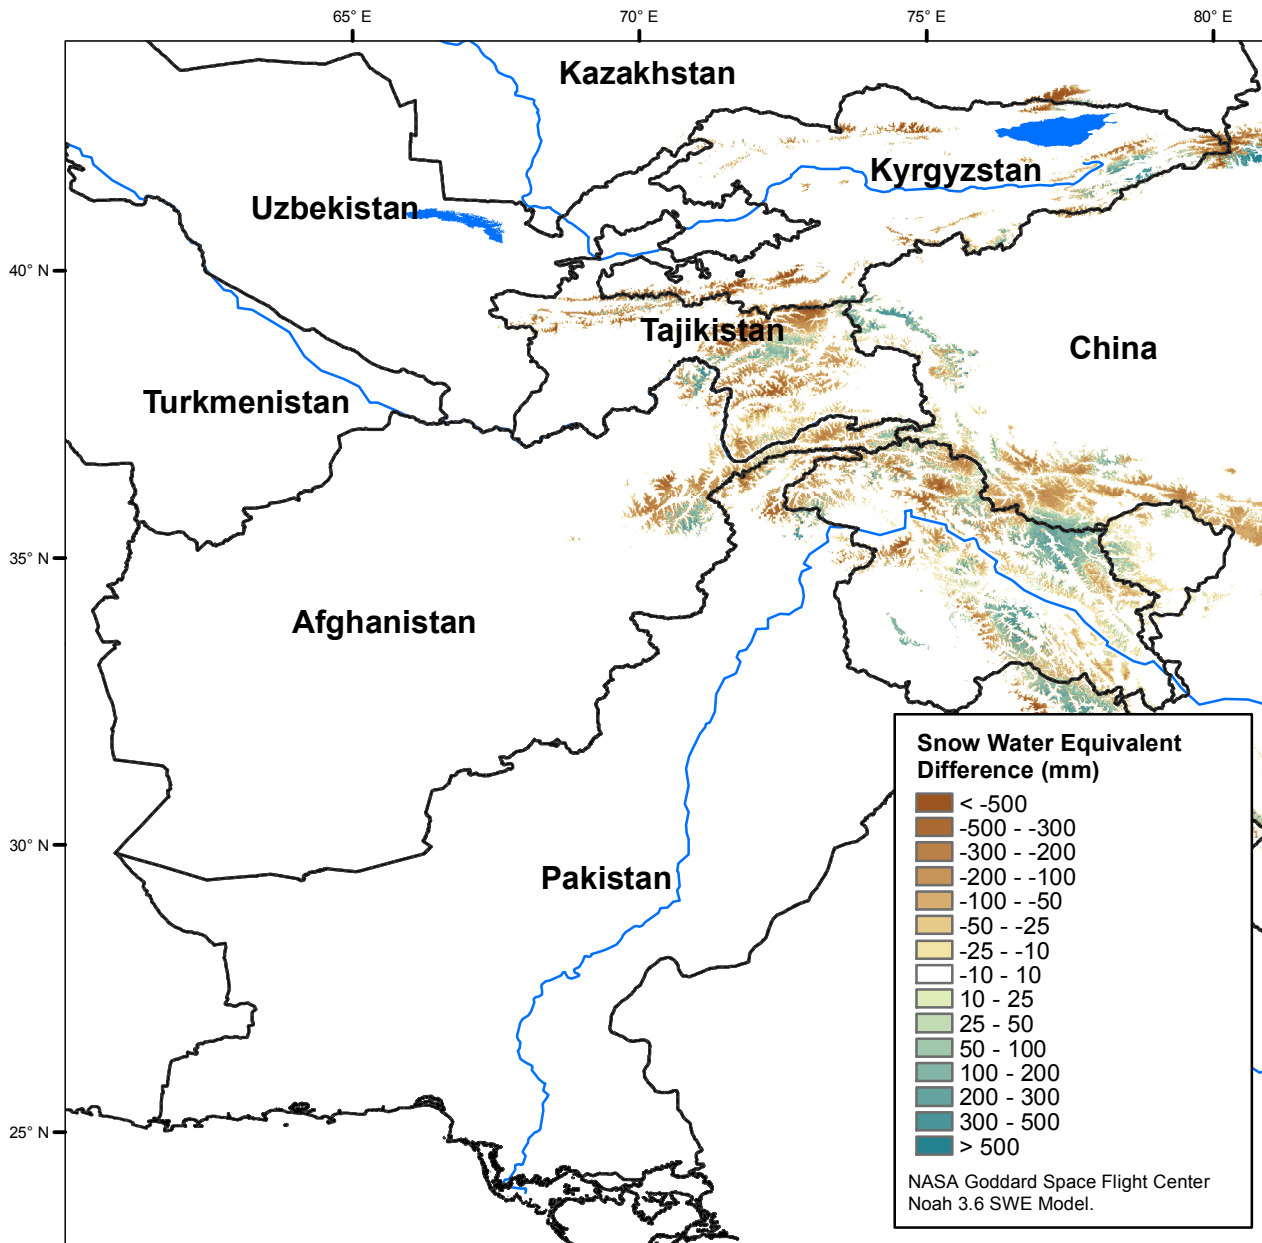 65° E
70° E
75° E
80° E
Kazakhstan
Kyrgyzstan
Uzbekistan
40° N
Tajikistan
China
Turkmenistan
35° N
Afghanistan
30° N
Pakistan
25° N
Snow Water Equivalent
Difference (mm)
< -500
-500 - -300
-300 - -200
-200 - -100
-100 - -50
-50 - -25
-25 - -10
-10 - 10
10 - 25
25 - 50
50 - 100
100 - 200
200 - 300
300 - 500
> 500
NASA Goddard Space Flight Center
Noah 3.6 SWE Model.